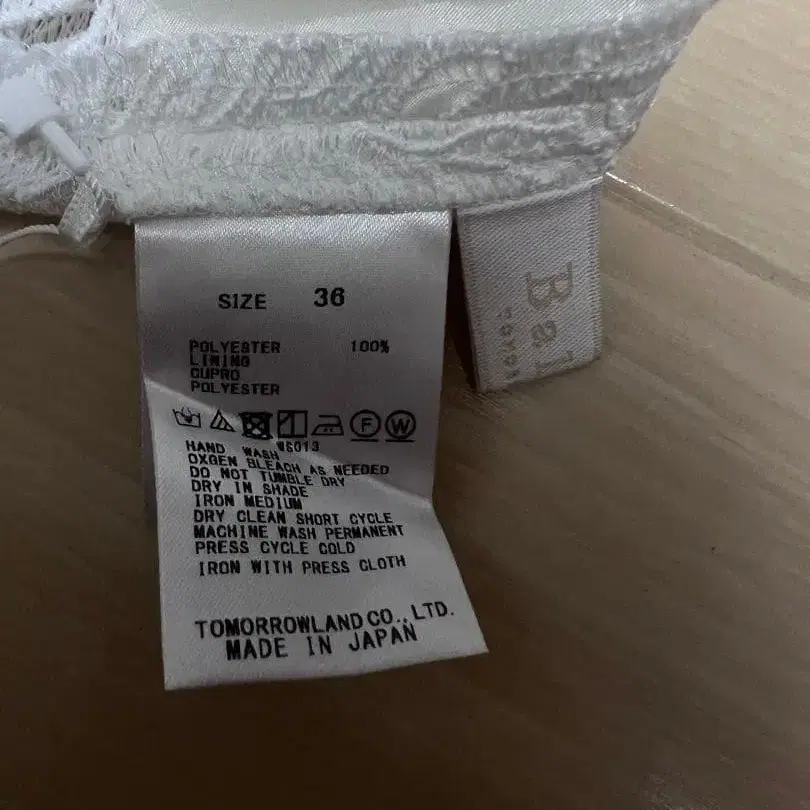 SIZE 36
POLYESTER 100%
LINING
CUPRO
POLYESTER
F W
W6013
HAND WASH
OXGEN BLEACH AS NEEDED
DO NOT TUMBLE DRY
DRY IN SHADE
IRON MEDIUM
DRY CLEAN SHORT CYCLE
MACHINE WASH PERMANENT
PRESS CYCLE COLD
IRON WITH PRESS CLOTH
TOMORROWLAND CO., LTD.
MADE IN JAPAN